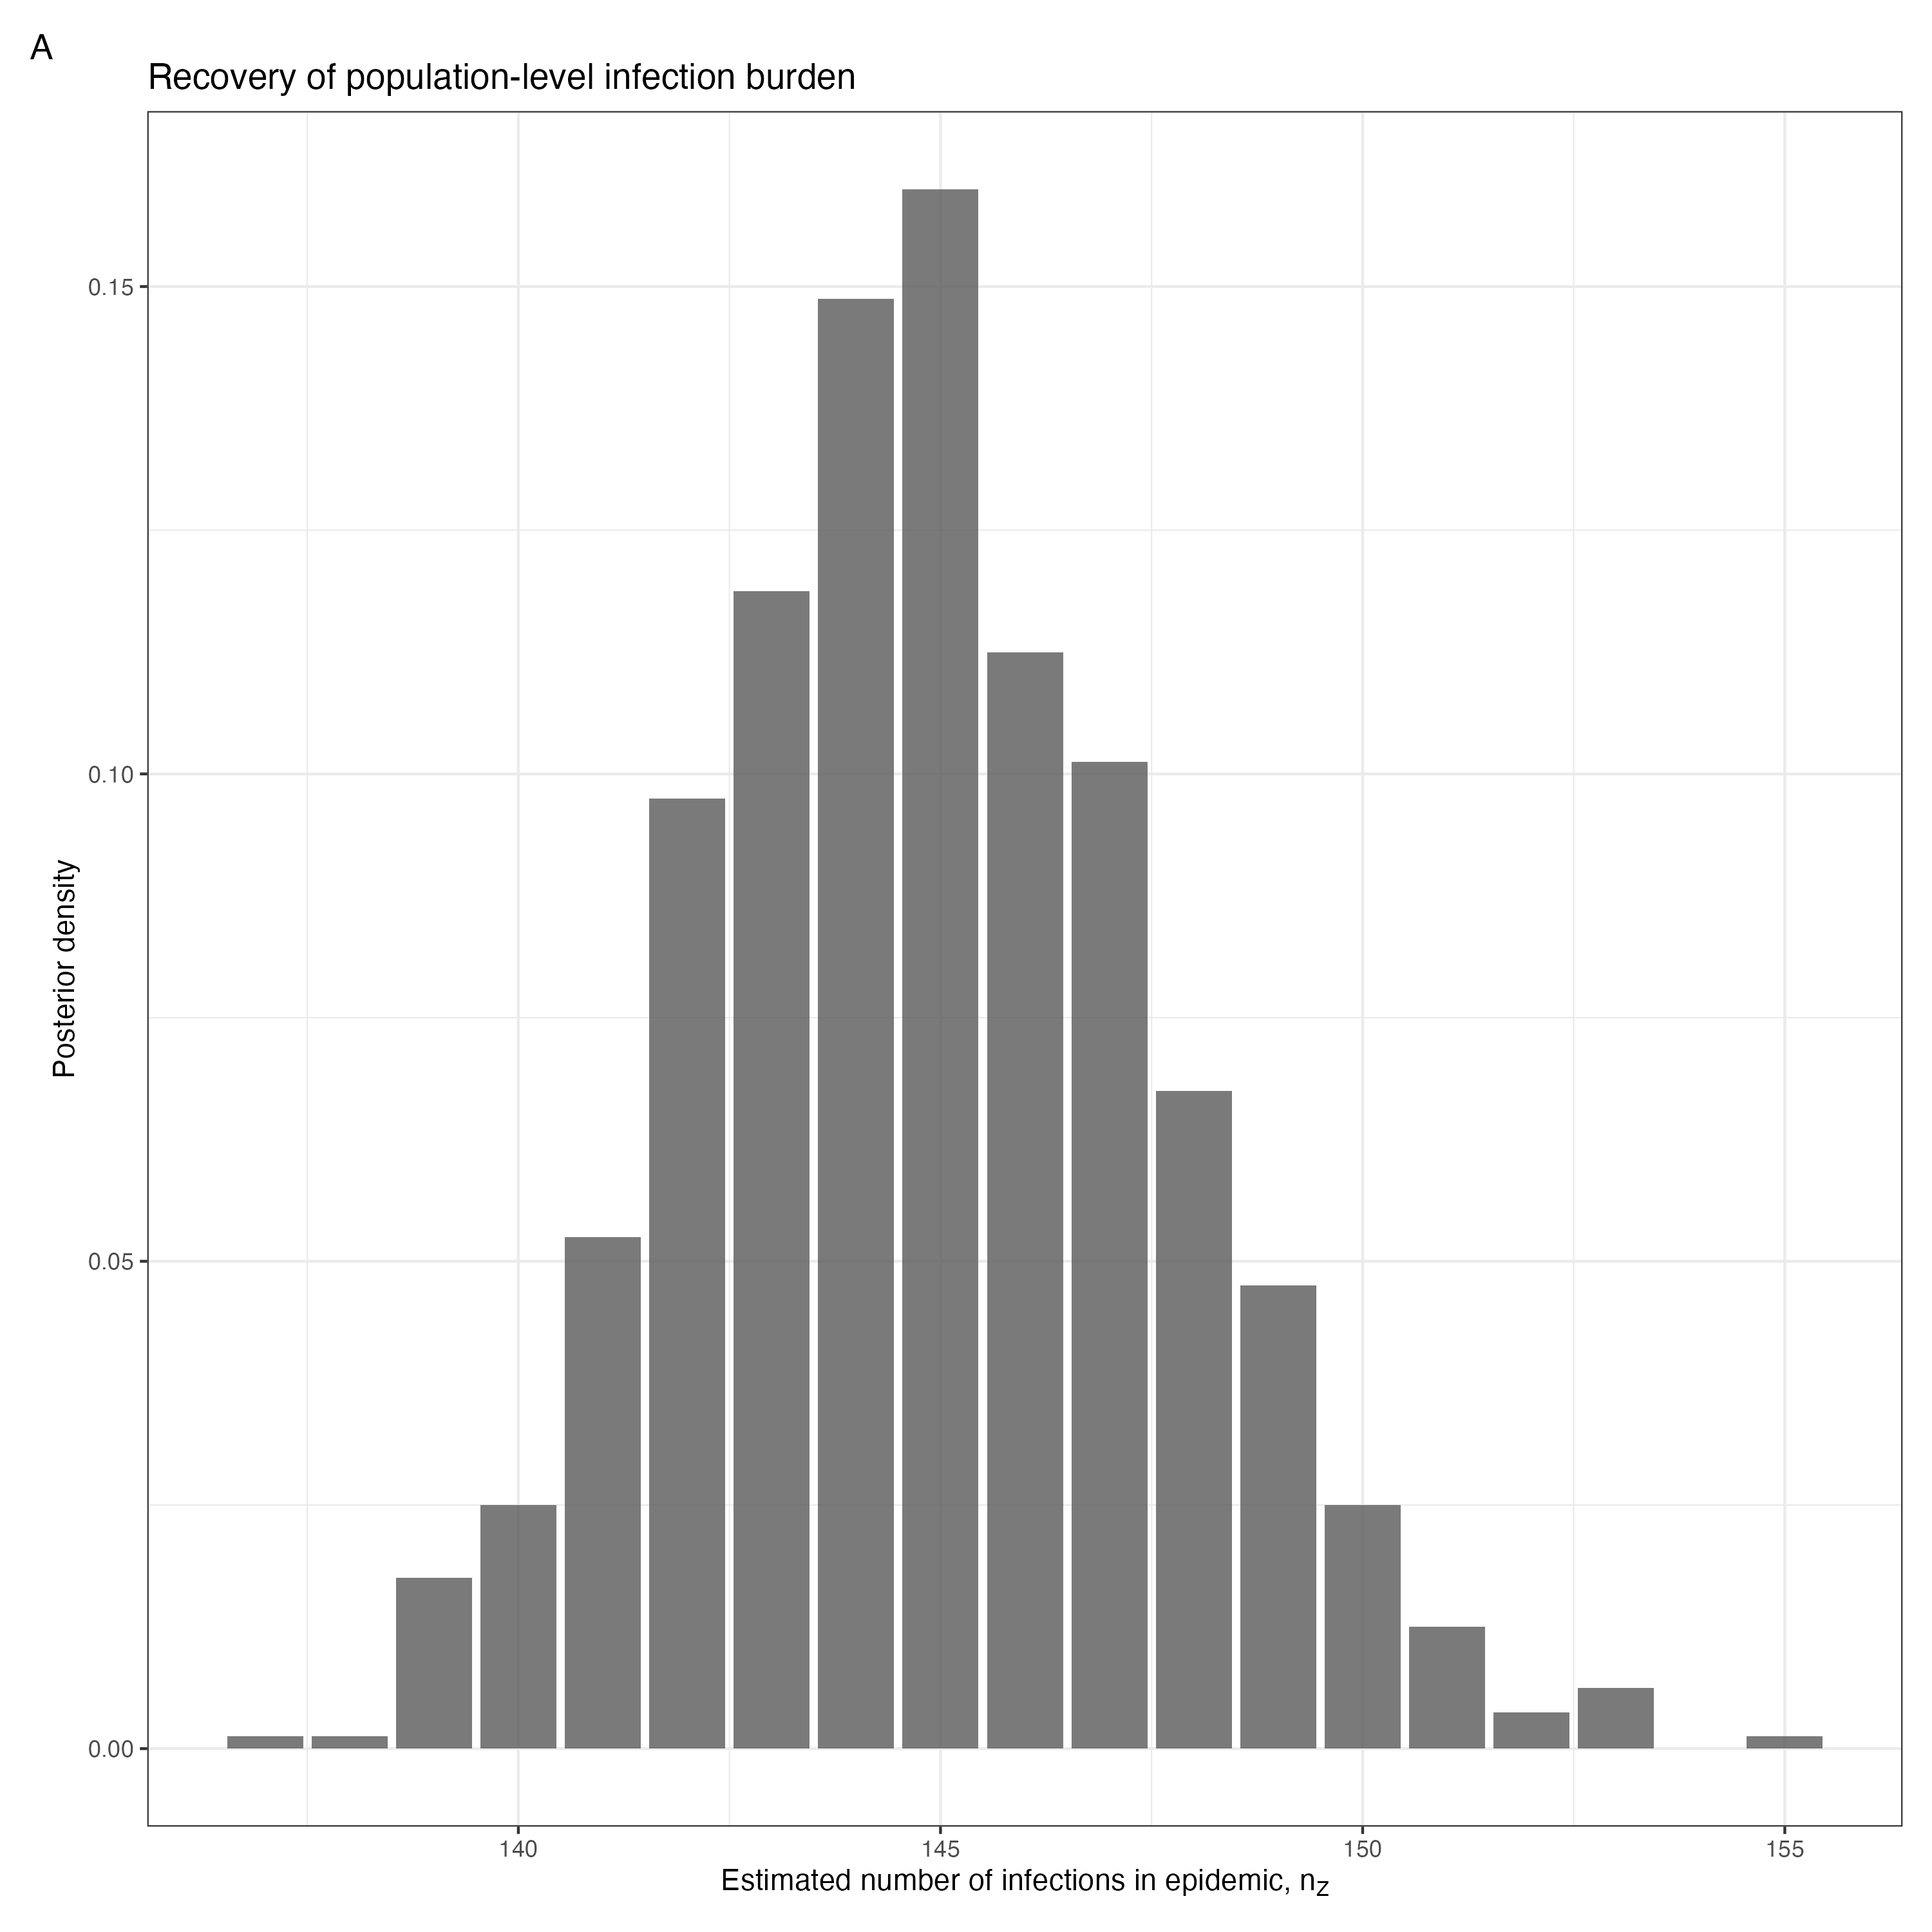 A
Recovery of population-level infection burden
0.15
0.10
0.05
0.00
Posterior density
140 145 150 155
Estimated number of infections in epidemic, nZ